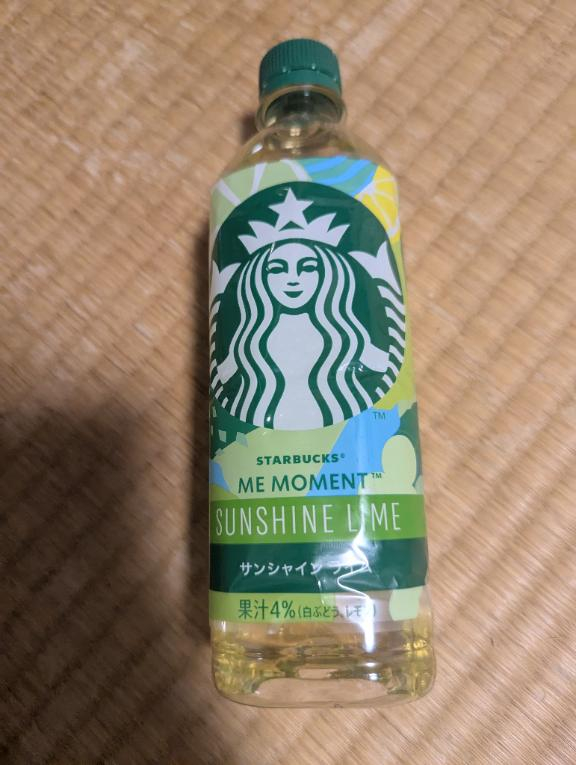 TM
STARBUCKS®
ME MOMENT™
SUNSHINE LIME
サンシャイン ライム
果汁4%(白ぶどう、レモン)